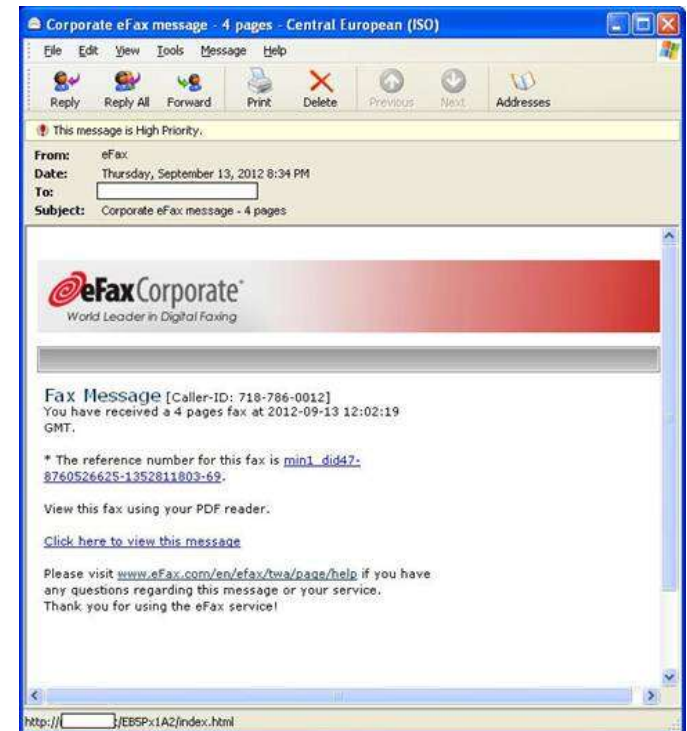 Corporate eFax message - 4 pages - Central European (ISO)
File Edit View Tools Message Help
Reply Reply All Forward Print Delete Previous Next Addresses
This message is High Priority.
From: eFax
Date: Thursday, September 13, 2012 8:34 PM
To:
Subject: Corporate eFax message - 4 pages
eFax Corporate
World Leader in Digital Faxing
Fax Message [Caller-ID: 718-786-0012]
You have received a 4 pages fax at 2012-09-13 12:02:19
GMT.
* The reference number for this fax is min1_did47-
8760526625-1352811803-69.
View this fax using your PDF reader.
Click here to view this message
Please visit www.eFax.com/en/efax/twa/page/help if you have
any questions regarding this message or your service.
Thank you for using the eFax service!
http:// /EBSPx1A2/index.html